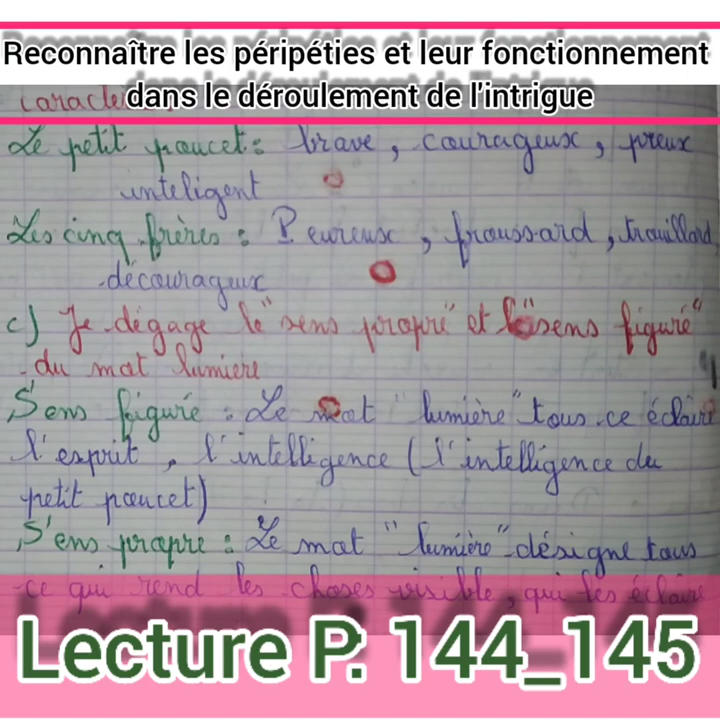 Reconnaître les péripéties et leur fonctionnement
dans le déroulement de l'intrigue
Le petit poucet : brave, courageux, preux
inteligent
Les cinq frères : Peureux, froussard, trouillard
décourageux
c) Je dégage le "sens propre" et le "sens figuré"
du mot lumiere
Sens figuré : Le mot "lumière" tous ce éclaire
l'esprit, l'intelligence (l'intelligence du
petit poucet)
S'ens propre : Le mot "lumière" désigne tous
ce qui rend les choses visible, qui les éclaire
Lecture P. 144_145